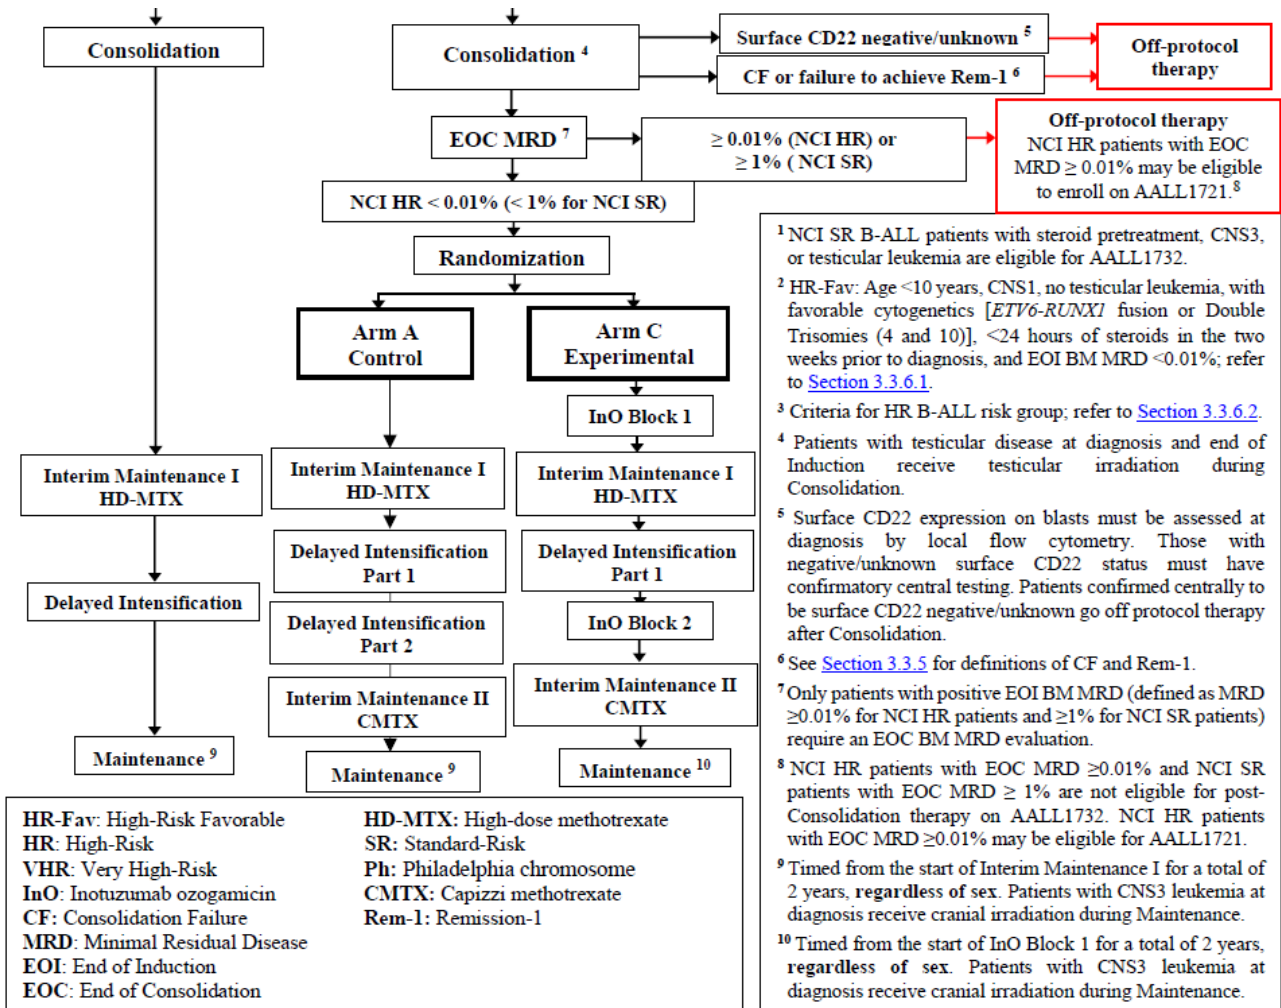 Consolidation
Consolidation 4
Surface CD22 negative/unknown 5
CF or failure to achieve Rem-1 6
Off-protocol
therapy
EOC MRD 7
≥ 0.01% (NCI HR) or
≥ 1% ( NCI SR)
Off-protocol therapy
NCI HR patients with EOC
MRD ≥ 0.01% may be eligible
to enroll on AALL1721.8
NCI HR < 0.01% (< 1% for NCI SR)
Randomization
Arm A
Control
Arm C
Experimental
InO Block 1
Interim Maintenance I
HD-MTX
Interim Maintenance I
HD-MTX
Interim Maintenance I
HD-MTX
Delayed Intensification
Delayed Intensification
Part 1
Delayed Intensification
Part 1
Delayed Intensification
Part 2
InO Block 2
Interim Maintenance II
CMTX
Interim Maintenance II
CMTX
Maintenance 9
Maintenance 9
Maintenance 10
1 NCI SR B-ALL patients with steroid pretreatment, CNS3,
or testicular leukemia are eligible for AALL1732.
2 HR-Fav: Age <10 years, CNS1, no testicular leukemia, with
favorable cytogenetics [ETV6-RUNX1 fusion or Double
Trisomies (4 and 10)], <24 hours of steroids in the two
weeks prior to diagnosis, and EOI BM MRD <0.01%; refer
to Section 3.3.6.1.
3 Criteria for HR B-ALL risk group; refer to Section 3.3.6.2.
4 Patients with testicular disease at diagnosis and end of
Induction receive testicular irradiation during
Consolidation.
5 Surface CD22 expression on blasts must be assessed at
diagnosis by local flow cytometry. Those with
negative/unknown surface CD22 status must have
confirmatory central testing. Patients confirmed centrally to
be surface CD22 negative/unknown go off protocol therapy
after Consolidation.
6 See Section 3.3.5 for definitions of CF and Rem-1.
7 Only patients with positive EOI BM MRD (defined as MRD
≥0.01% for NCI HR patients and ≥1% for NCI SR patients)
require an EOC BM MRD evaluation.
8 NCI HR patients with EOC MRD ≥0.01% and NCI SR
patients with EOC MRD ≥ 1% are not eligible for post-
Consolidation therapy on AALL1732. NCI HR patients
with EOC MRD ≥0.01% may be eligible for AALL1721.
9 Timed from the start of Interim Maintenance I for a total of
2 years, regardless of sex. Patients with CNS3 leukemia at
diagnosis receive cranial irradiation during Maintenance.
10 Timed from the start of InO Block 1 for a total of 2 years,
regardless of sex. Patients with CNS3 leukemia at
diagnosis receive cranial irradiation during Maintenance.
HR-Fav: High-Risk Favorable
HR: High-Risk
VHR: Very High-Risk
InO: Inotuzumab ozogamicin
CF: Consolidation Failure
MRD: Minimal Residual Disease
EOI: End of Induction
EOC: End of Consolidation
HD-MTX: High-dose methotrexate
SR: Standard-Risk
Ph: Philadelphia chromosome
CMTX: Capizzi methotrexate
Rem-1: Remission-1